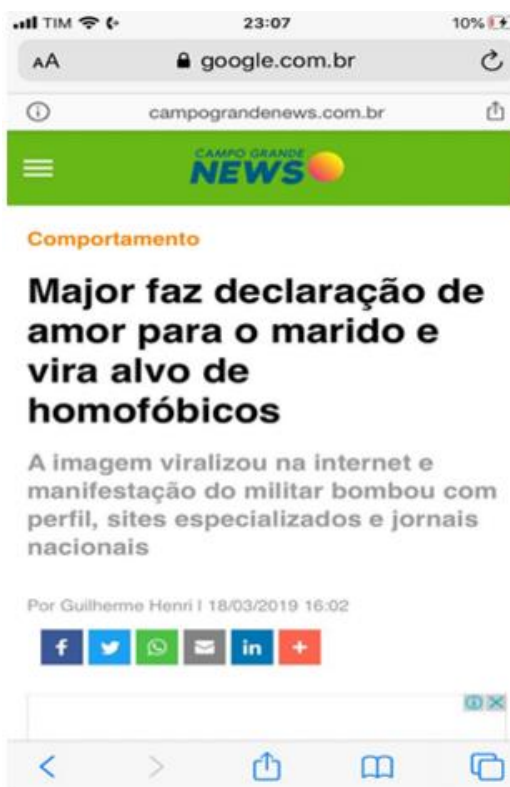 TIM 23:07 10%
AA google.com.br
campograndenews.com.br
CAMPO GRANDE
NEWS
Comportamento
Major faz declaração de
amor para o marido e
vira alvo de
homofóbicos
A imagem viralizou na internet e
manifestação do militar bombou com
perfil, sites especializados e jornais
nacionais
Por Guilherme Henri | 18/03/2019 16:02
f in +